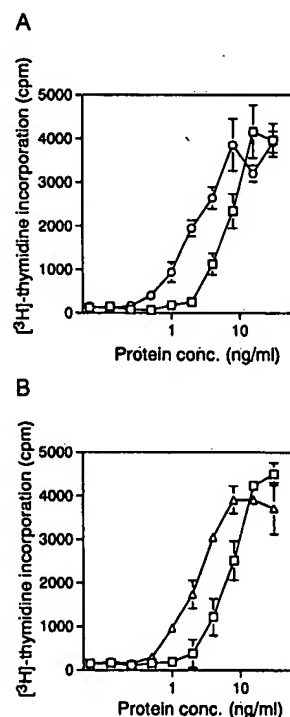 A
[³H]-thymidine incorporation (cpm)
5000
4000
3000
2000
1000
0
1
10
Protein conc. (ng/ml)
B
[³H]-thymidine incorporation (cpm)
5000
4000
3000
2000
1000
0
1
10
Protein conc. (ng/ml)